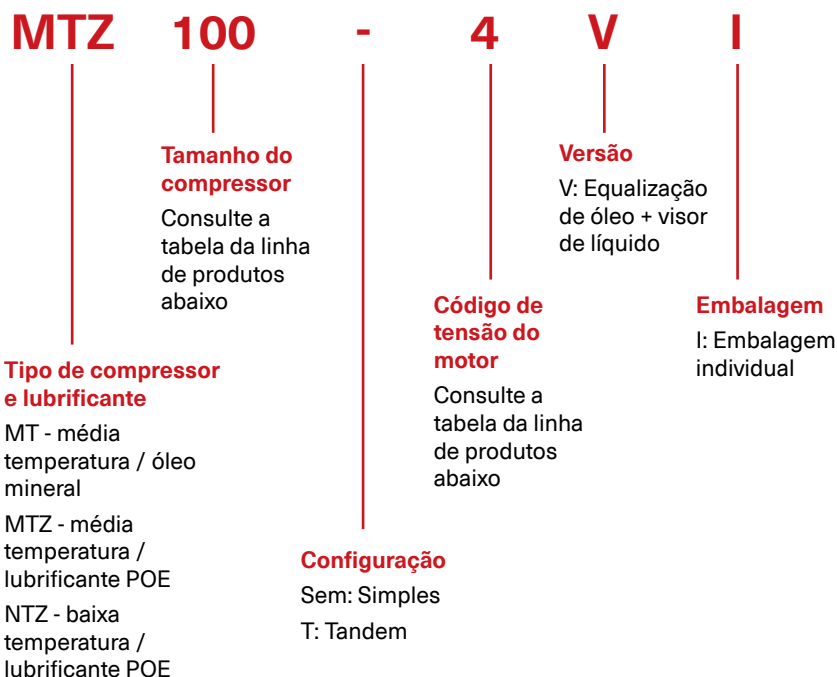 MTZ 100 - 4 V I
Tamanho do
compressor
Consulte a
tabela da linha
de produtos
abaixo
Versão
V: Equalização
de óleo + visor
de líquido
Código de
tensão do
motor
Consulte a
tabela da linha
de produtos
abaixo
Embalagem
I: Embalagem
individual
Tipo de compressor
e lubrificante
MT - média
temperatura / óleo
mineral
MTZ - média
temperatura /
lubrificante POE
NTZ - baixa
temperatura /
lubrificante POE
Configuração
Sem: Simples
T: Tandem